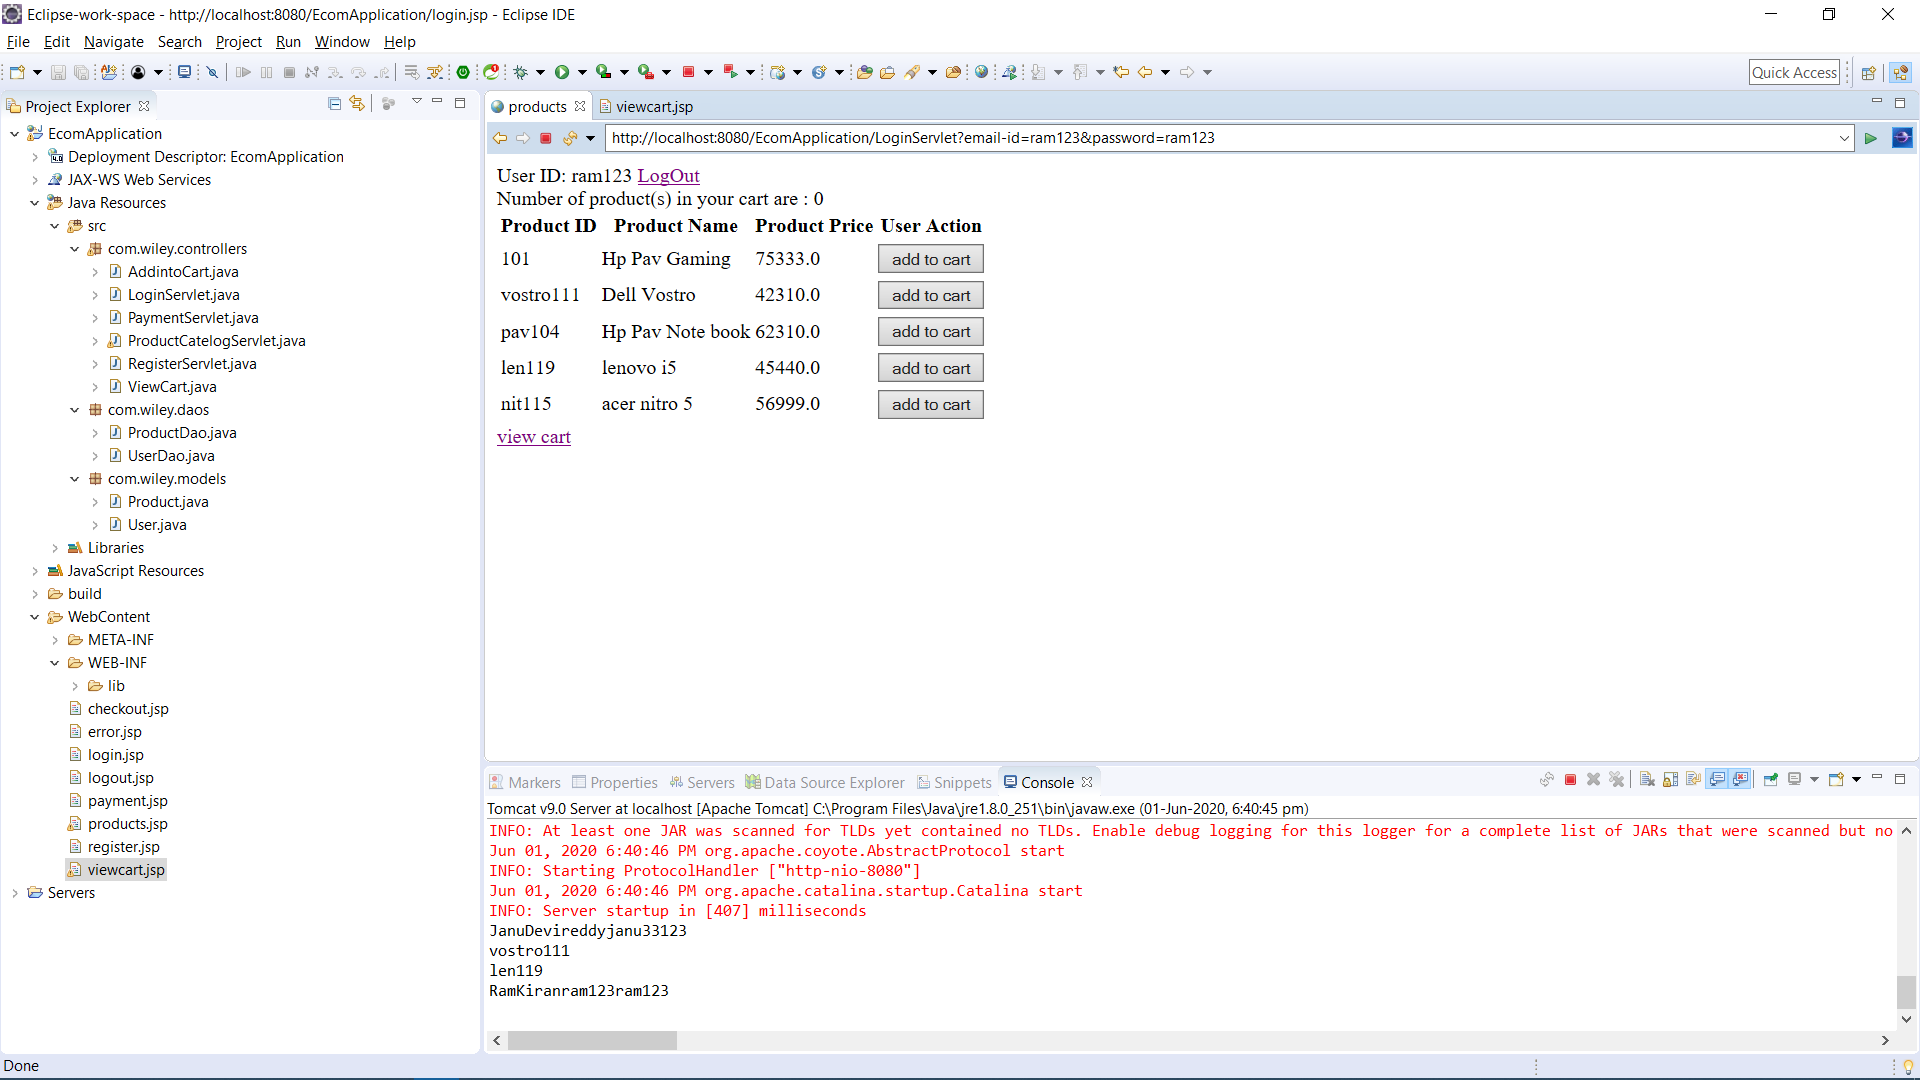 Eclipse-work-space - http://localhost:8080/EcomApplication/login.jsp - Eclipse IDE
File Edit Navigate Search Project Run Window Help
Quick Access
Project Explorer
EcomApplication
Deployment Descriptor: EcomApplication
JAX-WS Web Services
Java Resources
src
com.wiley.controllers
AddintoCart.java
LoginServlet.java
PaymentServlet.java
ProductCatelogServlet.java
RegisterServlet.java
ViewCart.java
com.wiley.daos
ProductDao.java
UserDao.java
com.wiley.models
Product.java
User.java
Libraries
JavaScript Resources
build
WebContent
META-INF
WEB-INF
lib
checkout.jsp
error.jsp
login.jsp
logout.jsp
payment.jsp
products.jsp
register.jsp
viewcart.jsp
Servers
products viewcart.jsp
http://localhost:8080/EcomApplication/LoginServlet?email-id=ram123&password=ram123
User ID: ram123 LogOut
Number of product(s) in your cart are : 0
Product ID Product Name Product Price User Action
101 Hp Pav Gaming 75333.0 add to cart
vostro111 Dell Vostro 42310.0 add to cart
pav104 Hp Pav Note book 62310.0 add to cart
len119 lenovo i5 45440.0 add to cart
nit115 acer nitro 5 56999.0 add to cart
view cart
Markers Properties Servers Data Source Explorer Snippets Console
Tomcat v9.0 Server at localhost [Apache Tomcat] C:\Program Files\Java\jre1.8.0_251\bin\javaw.exe (01-Jun-2020, 6:40:45 pm)
INFO: At least one JAR was scanned for TLDs yet contained no TLDs. Enable debug logging for this logger for a complete list of JARs that were scanned but no
Jun 01, 2020 6:40:46 PM org.apache.coyote.AbstractProtocol start
INFO: Starting ProtocolHandler ["http-nio-8080"]
Jun 01, 2020 6:40:46 PM org.apache.catalina.startup.Catalina start
INFO: Server startup in [407] milliseconds
JanuDevireddyjanu33123
vostro111
len119
RamKiranram123ram123
Done